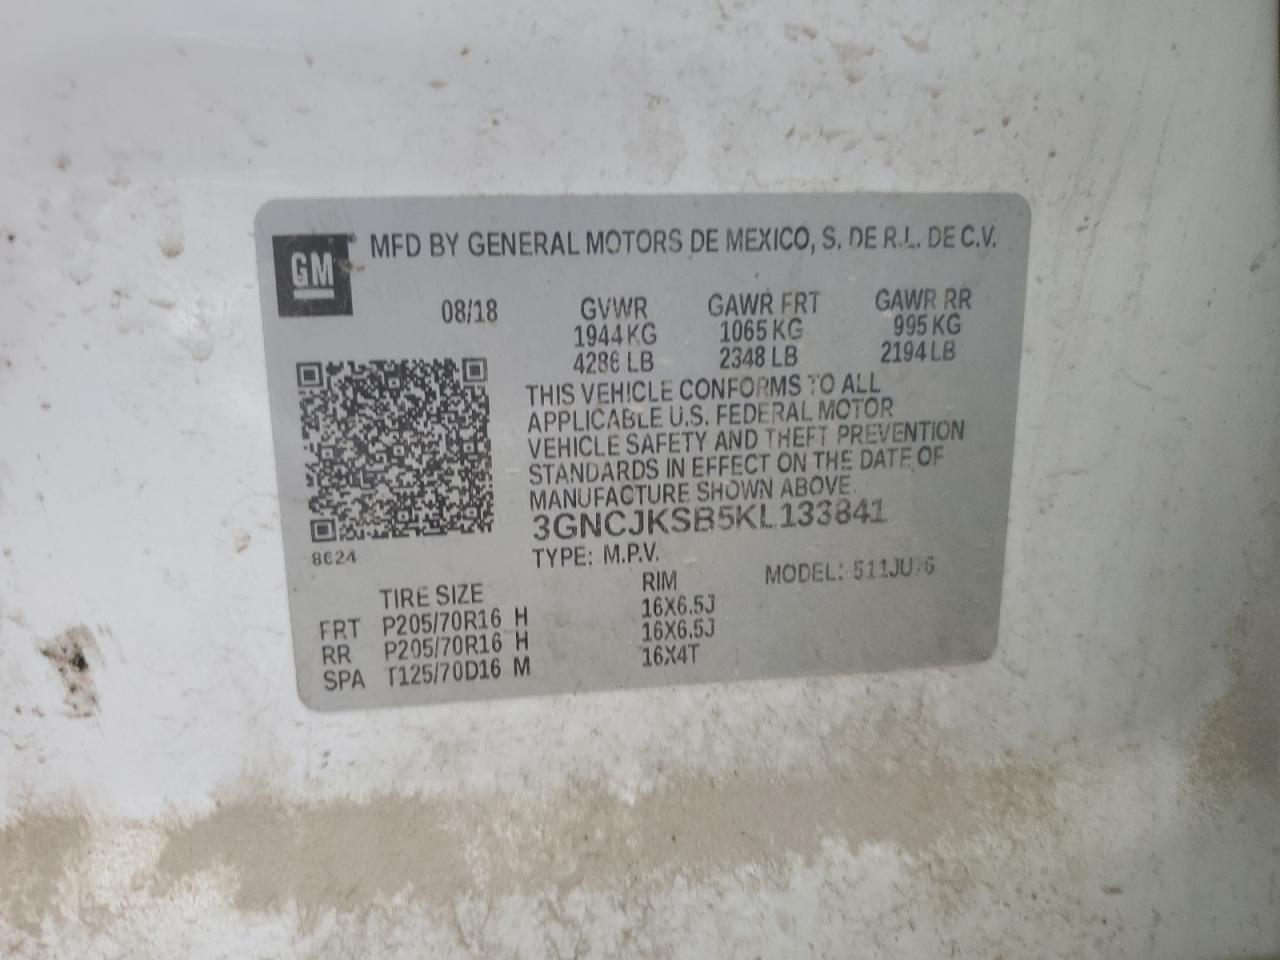 GM
MFD BY GENERAL MOTORS DE MEXICO, S. DE R.L. DE C.V.
08/18 GVWR GAWR FRT GAWR RR
1944 KG 1065 KG 995 KG
4286 LB 2348 LB 2194 LB
THIS VEHICLE CONFORMS TO ALL
APPLICABLE U.S. FEDERAL MOTOR
VEHICLE SAFETY AND THEFT PREVENTION
STANDARDS IN EFFECT ON THE DATE OF
MANUFACTURE SHOWN ABOVE.
3GNCJKSB5KL133841
8624
TYPE: M.P.V.
MODEL:
TIRE SIZE RIM
FRT P205/70R16 H 16X6.5J
RR P205/70R16 H 16X6.5J
SPA T125/70D16 M 16X4T